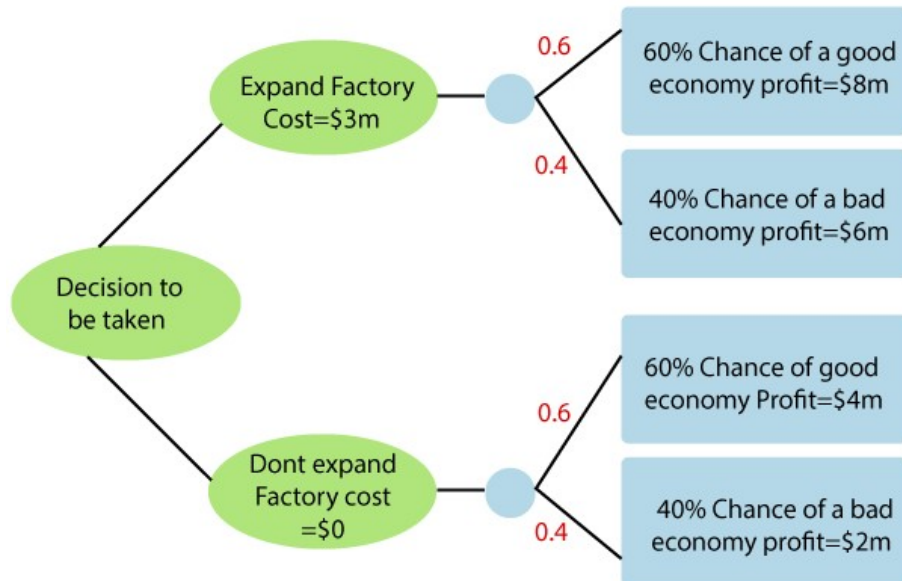 0.6
60% Chance of a good
economy profit=$8m
Expand Factory
Cost=$3m
0.4
40% Chance of a bad
economy profit=$6m
Decision to
be taken
0.6
60% Chance of good
economy Profit=$4m
Dont expand
Factory cost
=$0
0.4
40% Chance of a bad
economy profit=$2m